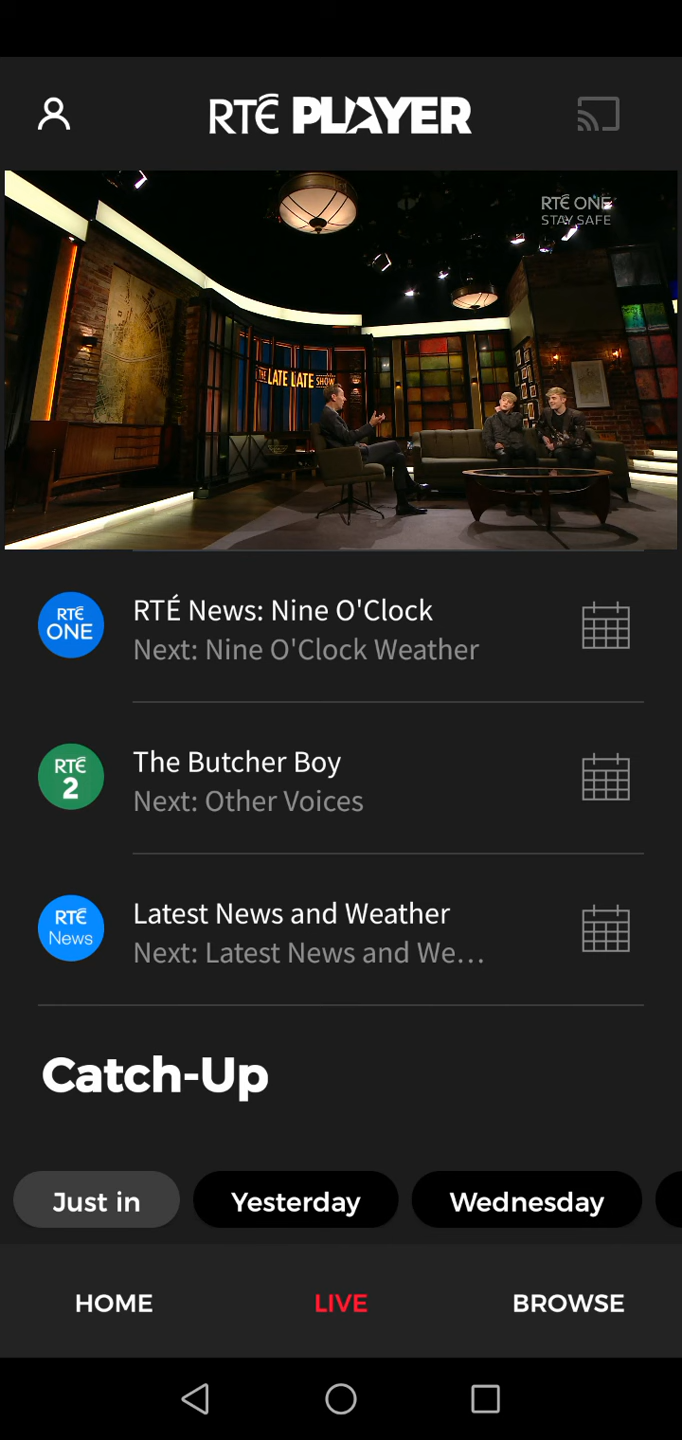 RTÉ PLAYER
RTÉ ONE
STAY SAFE
THE LATE LATE SHOW
RTÉ
ONE
RTÉ News: Nine O'Clock
Next: Nine O'Clock Weather
RTÉ
2
The Butcher Boy
Next: Other Voices
RTÉ
News
Latest News and Weather
Next: Latest News and We...
Catch-Up
Just in
Yesterday
Wednesday
HOME
LIVE
BROWSE